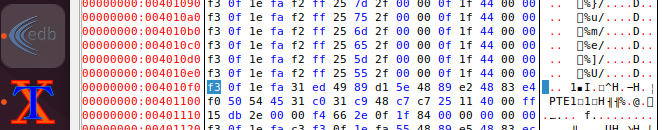 edb
00000000:00401090 f3 0f 1e fa f2 ff 25 7d 2f 00 00 0f 1f 44 00 00 %}/....D..
00000000:004010a0 f3 0f 1e fa f2 ff 25 75 2f 00 00 0f 1f 44 00 00 %u/....D..
00000000:004010b0 f3 0f 1e fa f2 ff 25 6d 2f 00 00 0f 1f 44 00 00 %m/....D..
00000000:004010c0 f3 0f 1e fa f2 ff 25 65 2f 00 00 0f 1f 44 00 00 %e/....D..
00000000:004010d0 f3 0f 1e fa f2 ff 25 5d 2f 00 00 0f 1f 44 00 00 %]/....D..
00000000:004010e0 f3 0f 1e fa f2 ff 25 55 2f 00 00 0f 1f 44 00 00 %U/....D..
00000000:004010f0 f3 0f 1e fa 31 ed 49 89 d1 5e 48 89 e2 48 83 e4
00000000:00401100 f0 50 54 45 31 c0 31 c9 48 c7 c7 25 11 40 00 ff
00000000:00401110 15 db 2e 00 00 f4 66 2e 0f 1f 84 00 00 00 00 00
00000000:00401120 f3 0f 1e fa c3 f3 0f 1e fa 55 48 89 e5 48 83 ec